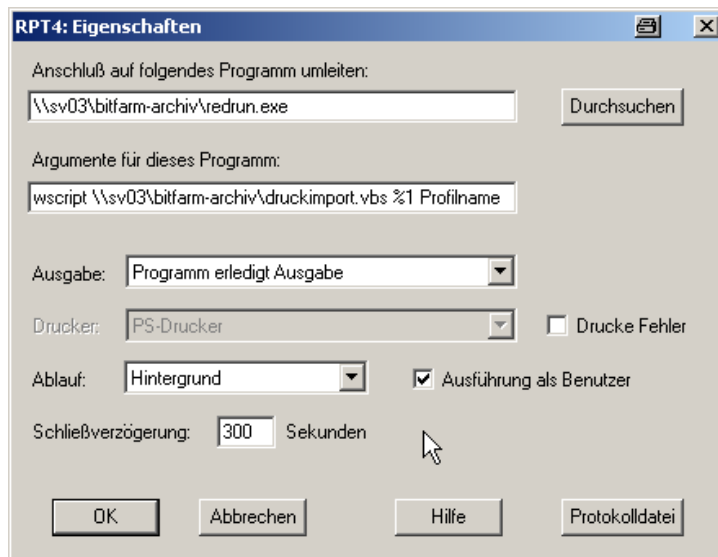 RPT4: Eigenschaften
Anschluß auf folgendes Programm umleiten:
\\sv03\bitfarm-archiv\redrun.exe
Durchsuchen
Argumente für dieses Programm:
wscript \\sv03\bitfarm-archiv\druckimport.vbs %1 Profilname
Ausgabe: Programm erledigt Ausgabe
Drucker: PS-Drucker Drucke Fehler
Ablauf: Hintergrund Ausführung als Benutzer
Schließverzögerung: 300 Sekunden
OK Abbrechen Hilfe Protokolldatei